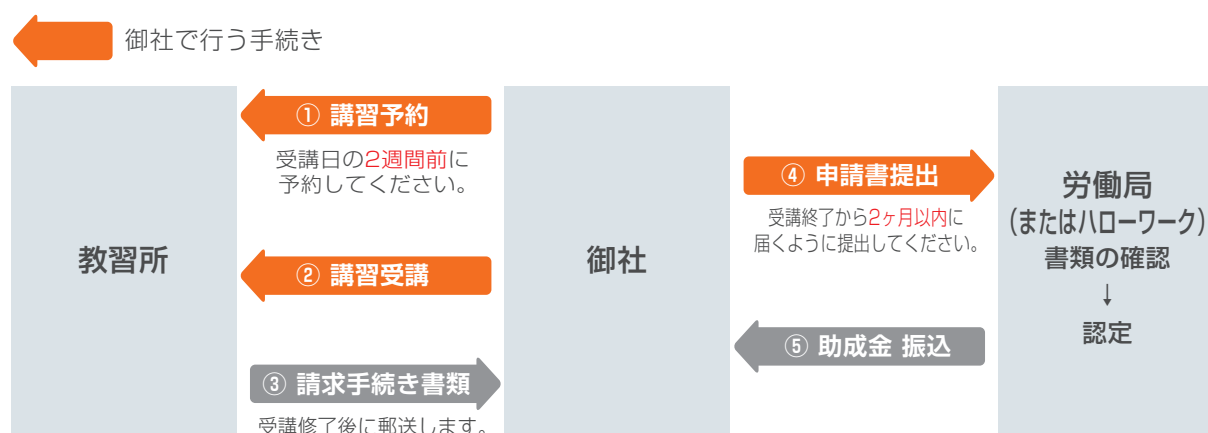 御社で行う手続き
教習所
① 講習予約
受講日の2週間前に
予約してください。
② 講習受講
③ 請求手続き書類
受講修了後に郵送します。
御社
④ 申請書提出
受講終了から2ヶ月以内に
届くように提出してください。
⑤ 助成金 振込
労働局
(またはハローワーク)
書類の確認
↓
認定